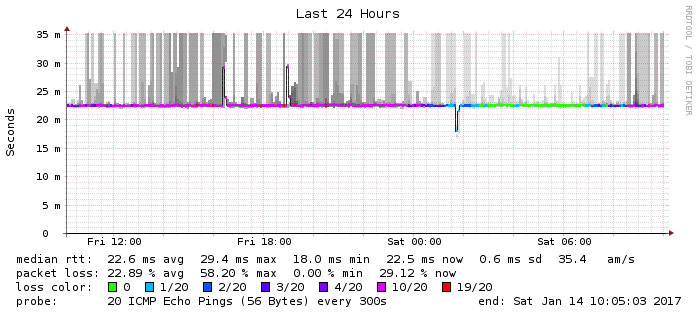 Last 24 Hours
RRDTOOL / TOBI OETIKER
Seconds
35 m
30 m
25 m
20 m
15 m
10 m
5 m
0
Fri 12:00 Fri 18:00 Sat 00:00 Sat 06:00
median rtt: 22.6 ms avg 29.4 ms max 18.0 ms min 22.5 ms now 0.6 ms sd 35.4 am/s
packet loss: 22.89 % avg 58.20 % max 0.00 % min 29.12 % now
loss color: 0 1/20 2/20 3/20 4/20 10/20 19/20
probe: 20 ICMP Echo Pings (56 Bytes) every 300s end: Sat Jan 14 10:05:03 2017